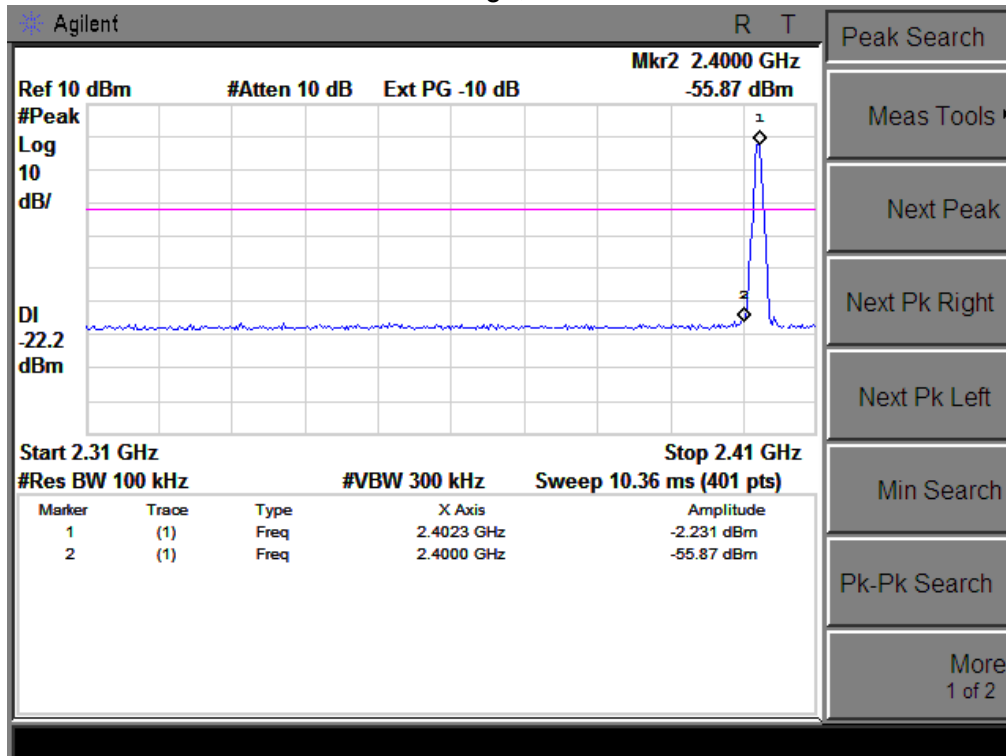 Agilent R T
Peak Search
Mkr2 2.4000 GHz
Ref 10 dBm #Atten 10 dB Ext PG -10 dB -55.87 dBm
#Peak
Log
10
dB/
1
2
DI
-22.2
dBm
Start 2.31 GHz Stop 2.41 GHz
#Res BW 100 kHz #VBW 300 kHz Sweep 10.36 ms (401 pts)
Marker Trace Type X Axis Amplitude
1 (1) Freq 2.4023 GHz -2.231 dBm
2 (1) Freq 2.4000 GHz -55.87 dBm
Meas Tools
Next Peak
Next Pk Right
Next Pk Left
Min Search
Pk-Pk Search
More
1 of 2